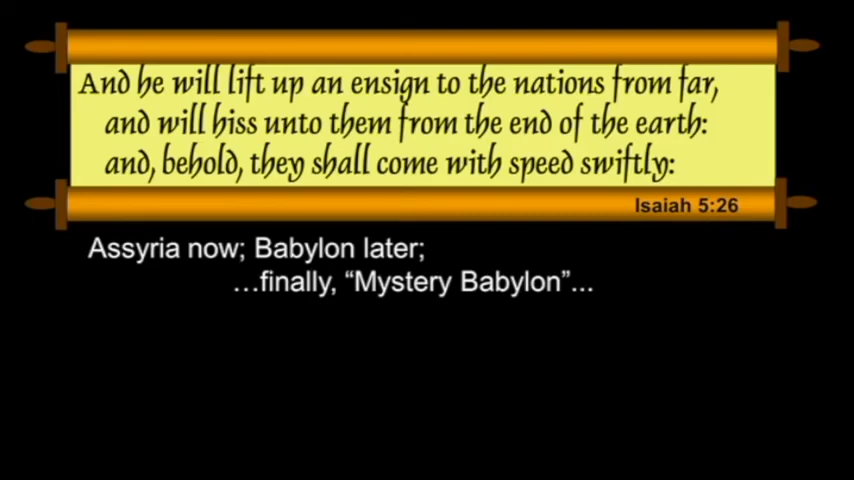 And he will lift up an ensign to the nations from far,
and will hiss unto them from the end of the earth:
and, behold, they shall come with speed swiftly:
Isaiah 5:26
Assyria now; Babylon later;
…finally, “Mystery Babylon”...